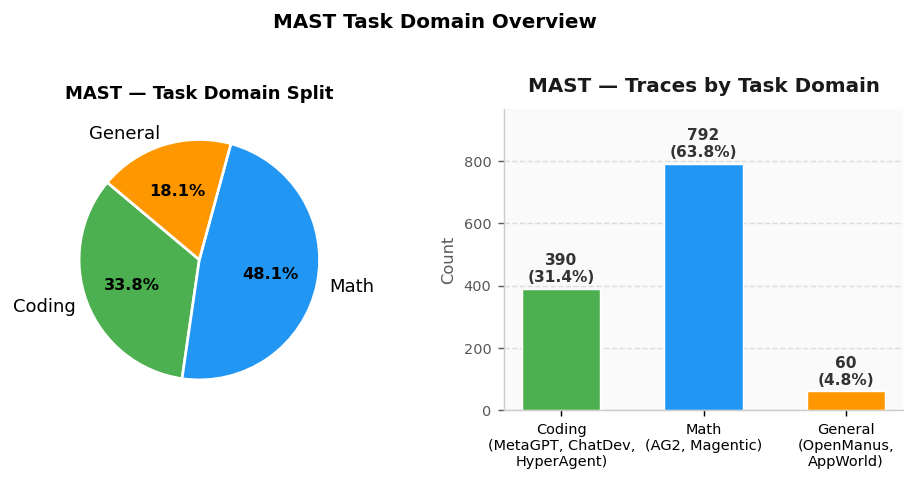 MAST Task Domain Overview
MAST — Task Domain Split
General
18.1%
48.1%
33.8%
Math
Coding
MAST — Traces by Task Domain
Count
800
600
400
200
0
390
(31.4%)
792
(63.8%)
60
(4.8%)
Coding
(MetaGPT, ChatDev,
HyperAgent)
Math
(AG2, Magentic)
General
(OpenManus,
AppWorld)